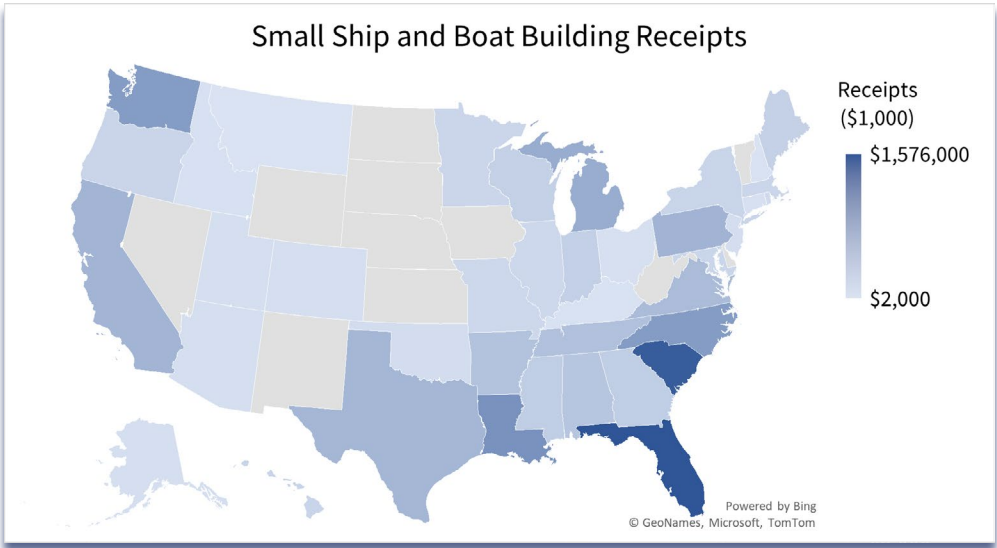 Small Ship and Boat Building Receipts
Receipts
($1,000)
$1,576,000
$2,000
Powered by Bing
© GeoNames, Microsoft, TomTom